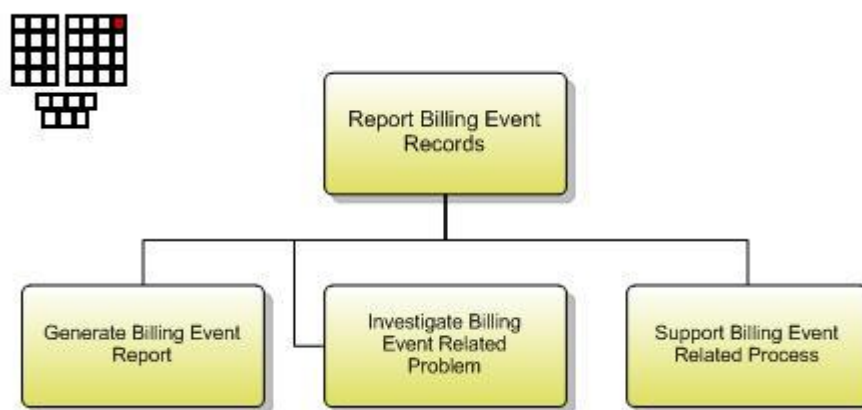 Report Billing Event
Records
Generate Billing Event
Report
Investigate Billing
Event Related
Problem
Support Billing Event
Related Process